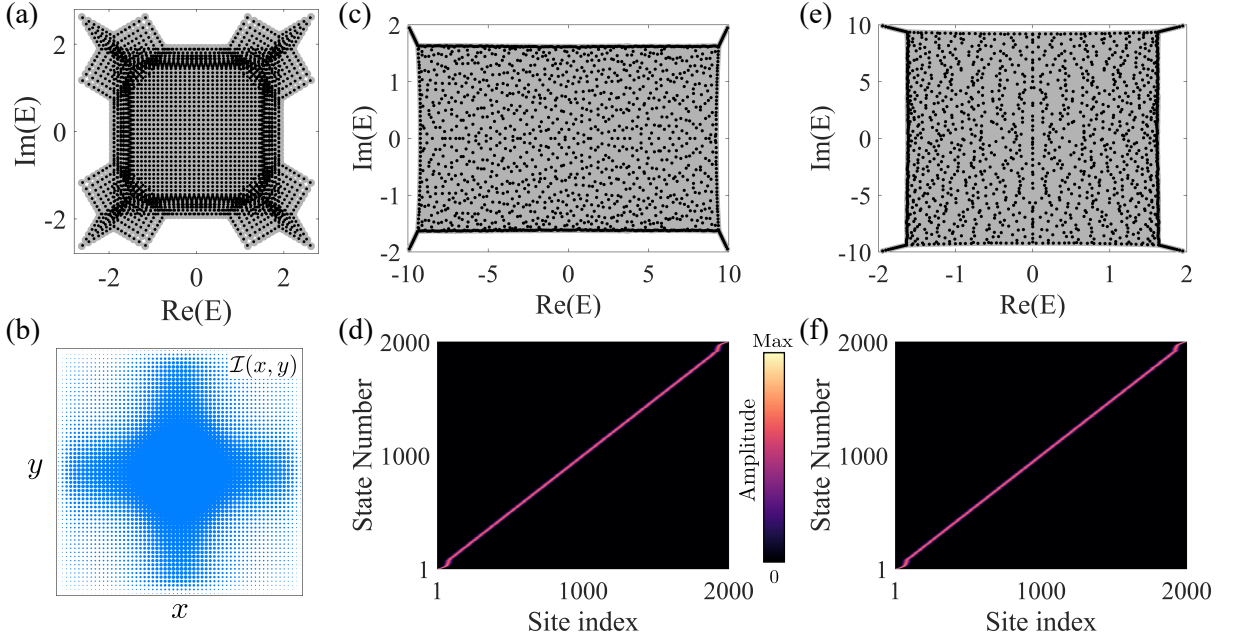 (a)
2
0
-2
Im(E)
-2
0
2
Re(E)
(c)
2
1
0
-1
-2
Im(E)
-10
-5
0
5
10
Re(E)
(e)
10
5
0
-5
-10
Im(E)
-2
-1
0
1
2
Re(E)
(b)
𝓘(x, y)
y
x
(d)
2000
1000
1
State Number
1
1000
2000
Site index
Max
Amplitude
0
(f)
2000
1000
1
State Number
1
1000
2000
Site index